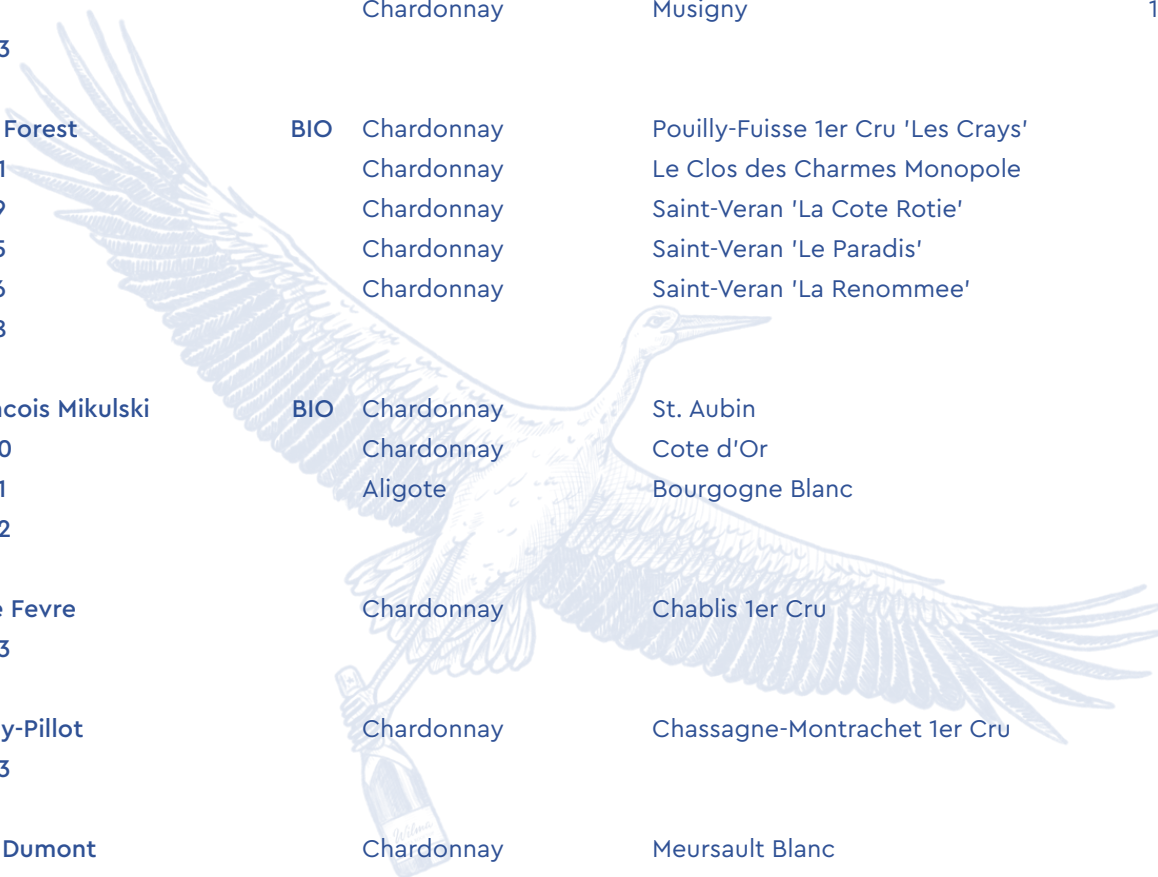 Chardonnay Musigny 1
3
Forest BIO Chardonnay Pouilly-Fuisse 1er Cru 'Les Crays'
1 Chardonnay Le Clos des Charmes Monopole
9 Chardonnay Saint-Veran 'La Cote Rotie'
5 Chardonnay Saint-Veran 'Le Paradis'
6 Chardonnay Saint-Veran 'La Renommee'
3
cois Mikulski BIO Chardonnay St. Aubin
0 Chardonnay Cote d'Or
1 Aligote Bourgogne Blanc
2
e Fevre Chardonnay Chablis 1er Cru
3
y-Pillot Chardonnay Chassagne-Montrachet 1er Cru
3
Dumont Chardonnay Meursault Blanc
Wilma